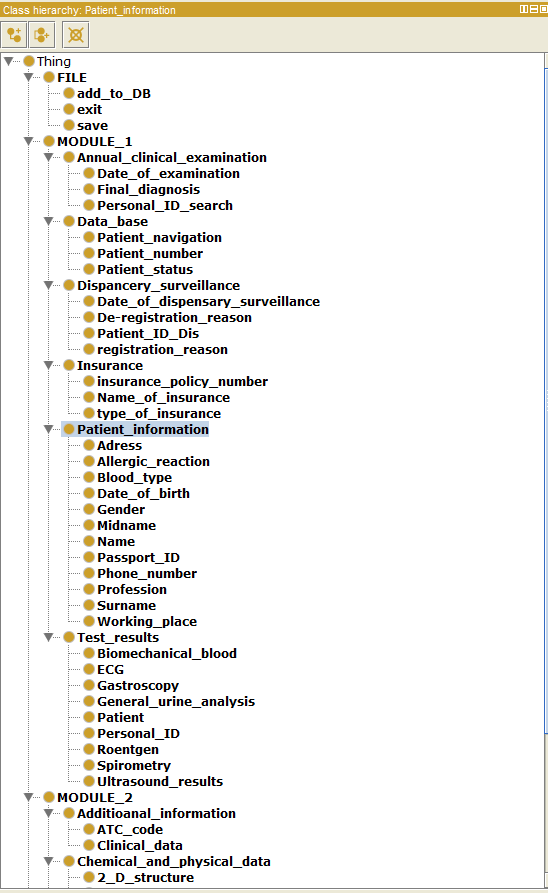 Class hierarchy: Patient_information
Thing
FILE
add_to_DB
exit
save
MODULE_1
Annual_clinical_examination
Date_of_examination
Final_diagnosis
Personal_ID_search
Data_base
Patient_navigation
Patient_number
Patient_status
Dispancery_surveillance
Date_of_dispensary_surveillance
De-registration_reason
Patient_ID_Dis
registration_reason
Insurance
insurance_policy_number
Name_of_insurance
type_of_insurance
Patient_information
Adress
Allergic_reaction
Blood_type
Date_of_birth
Gender
Midname
Name
Passport_ID
Phone_number
Profession
Surname
Working_place
Test_results
Biomechanical_blood
ECG
Gastroscopy
General_urine_analysis
Patient
Personal_ID
Roentgen
Spirometry
Ultrasound_results
MODULE_2
Additioanal_information
ATC_code
Clinical_data
Chemical_and_physical_data
2_D_structure